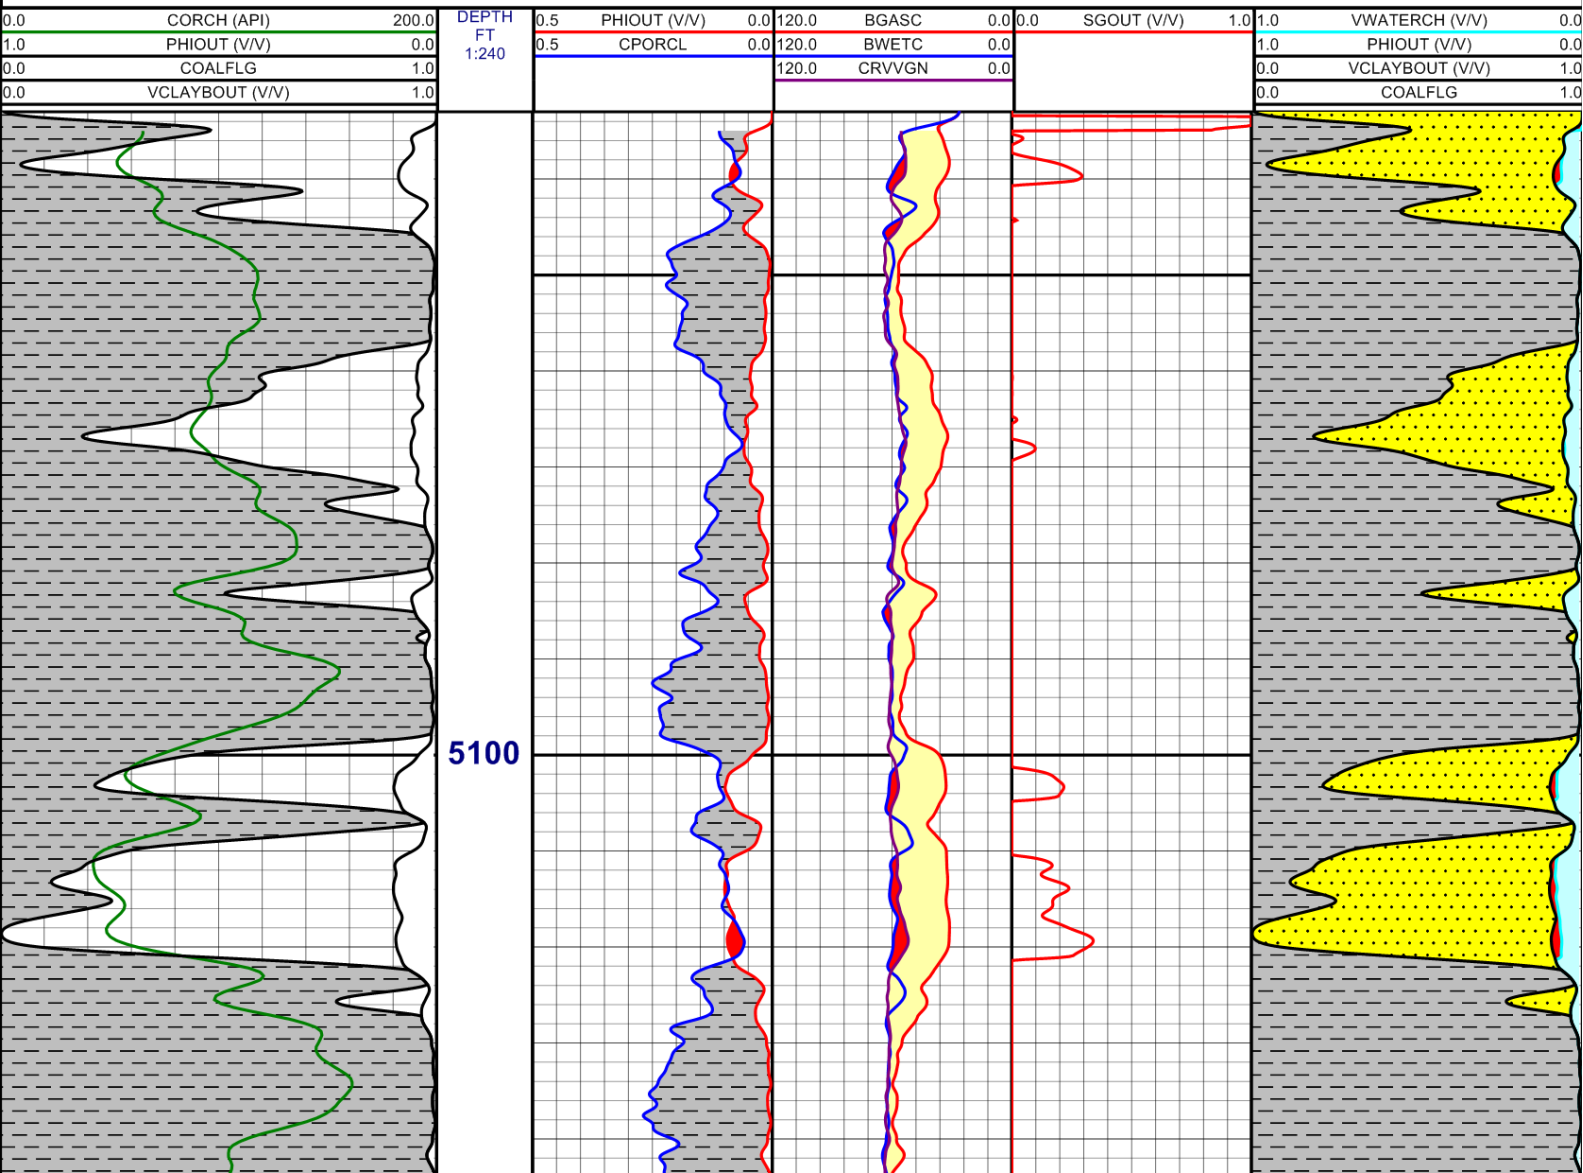 0.0 CORCH (API) 200.0 DEPTH 0.5 PHIOUT (V/V) 0.0 120.0 BGASC 0.0 0.0 SGOUT (V/V) 1.0 1.0 VWATERCH (V/V) 0.0
1.0 PHIOUT (V/V) 0.0 FT 0.5 CPORCL 0.0 120.0 BWETC 0.0 1.0 PHIOUT (V/V) 0.0
0.0 COALFLG 1.0 1:240 120.0 CRVVGN 0.0 0.0 VCLAYBOUT (V/V) 1.0
0.0 VCLAYBOUT (V/V) 1.0 0.0 COALFLG 1.0
5100